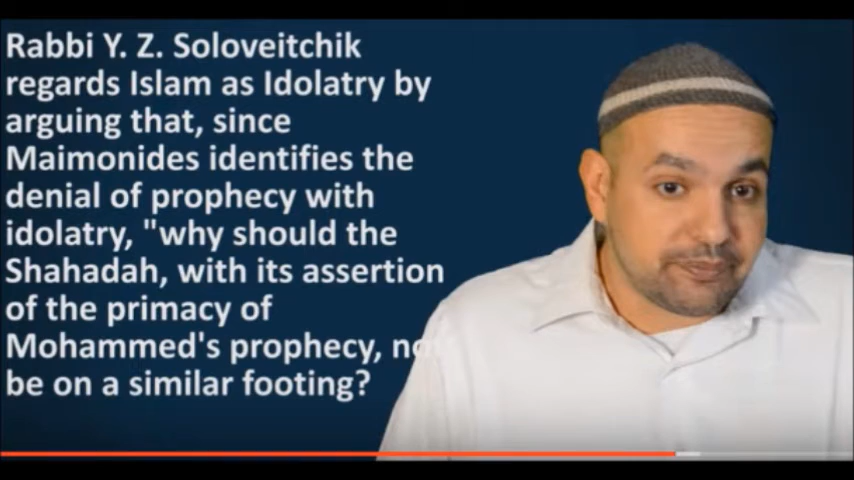 Rabbi Y. Z. Soloveitchik
regards Islam as Idolatry by
arguing that, since
Maimonides identifies the
denial of prophecy with
idolatry, "why should the
Shahadah, with its assertion
of the primacy of
Mohammed's prophecy,
be on a similar footing?